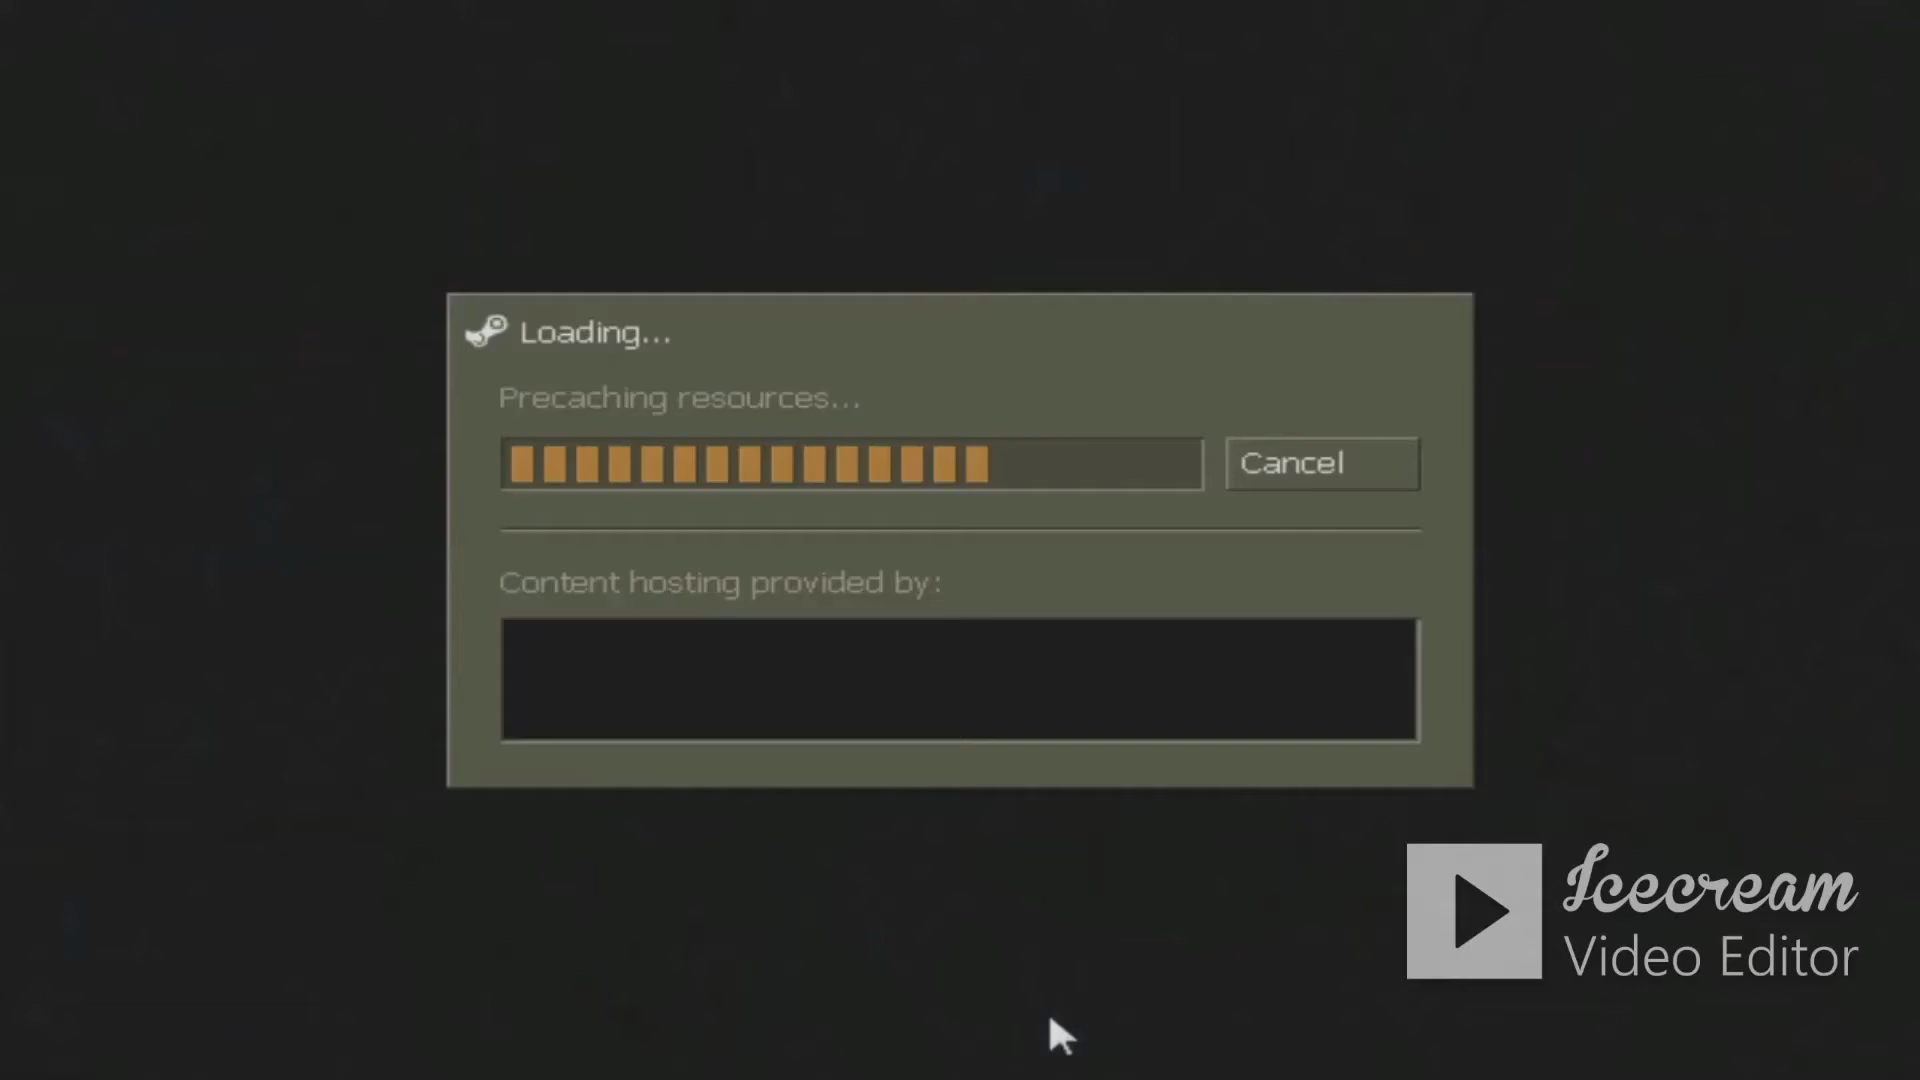 Loading...
Precaching resources...
Cancel
Content hosting provided by:
Icecream
Video Editor